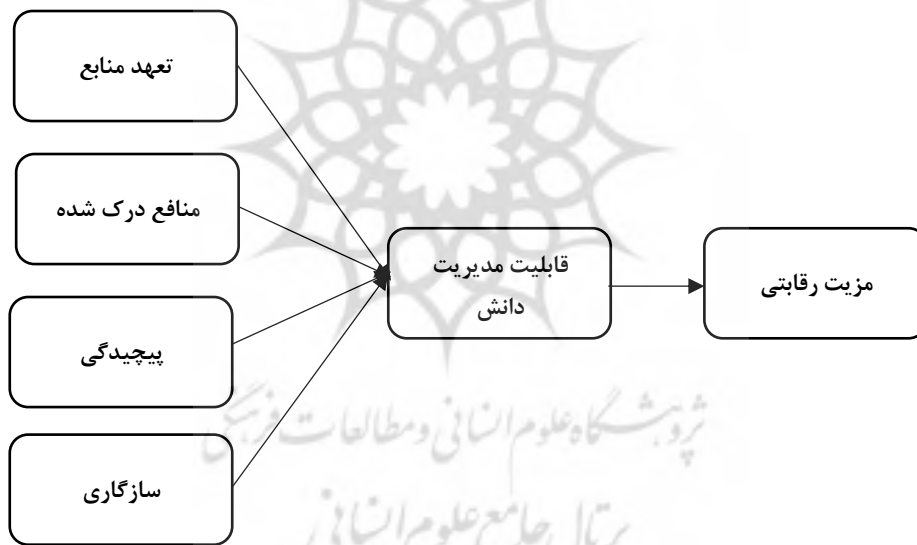 تعهد منابع
منافع درک شده
قابلیت مدیریت
دانش
مزیت رقابتی
پیچیدگی
سازگاری
پژوهشگاه علوم انسانی و مطالعات فرهنگی
پرتال جامع علوم انسانی